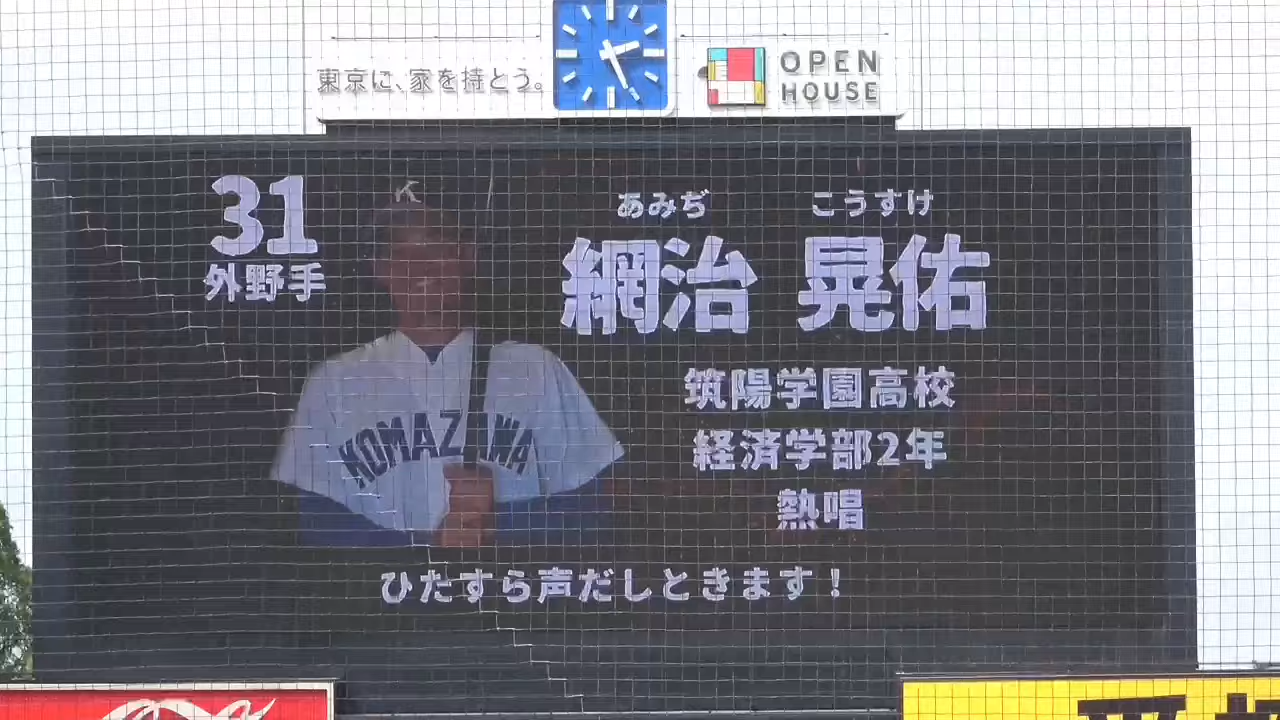 東京に、家を持とう。
OPEN
HOUSE
31
外野手
K
あみぢ こうすけ
網治 晃佑
筑陽学園高校
経済学部2年
熱唱
KOMAZAWA
ひたすら声だしときます!